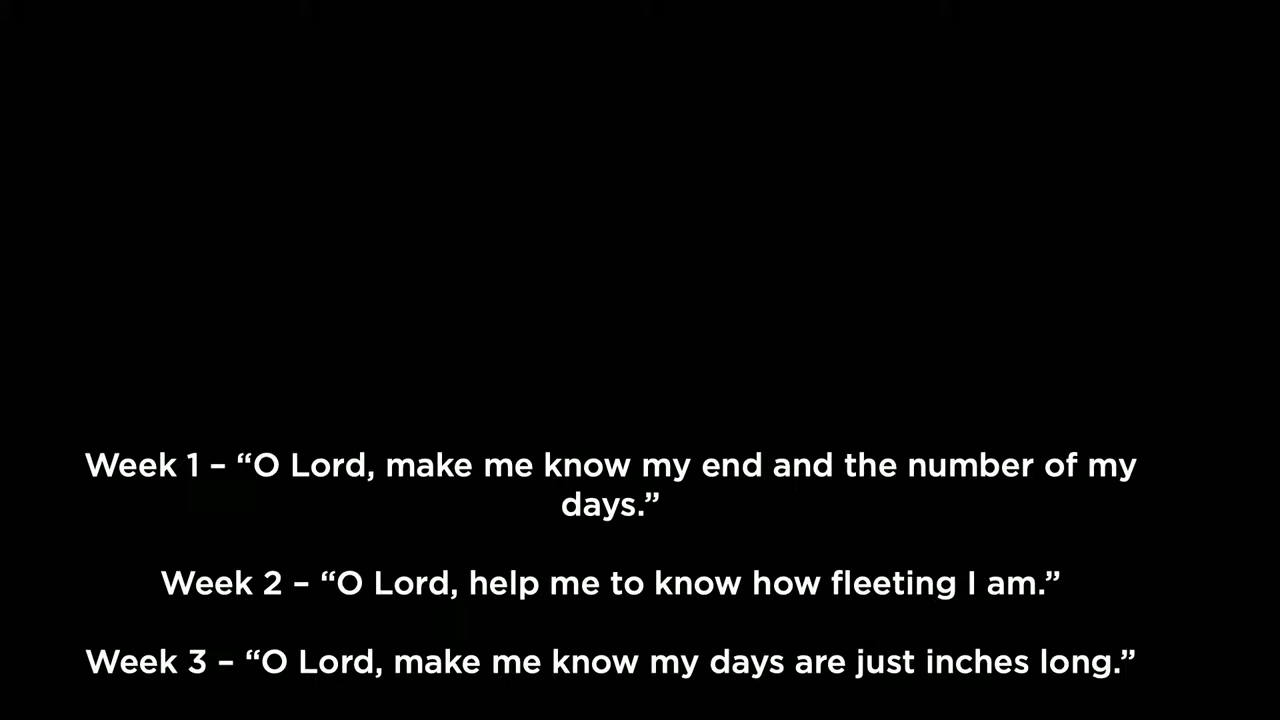 Week 1 – “O Lord, make me know my end and the number of my
days.”
Week 2 – “O Lord, help me to know how fleeting I am.”
Week 3 – “O Lord, make me know my days are just inches long.”